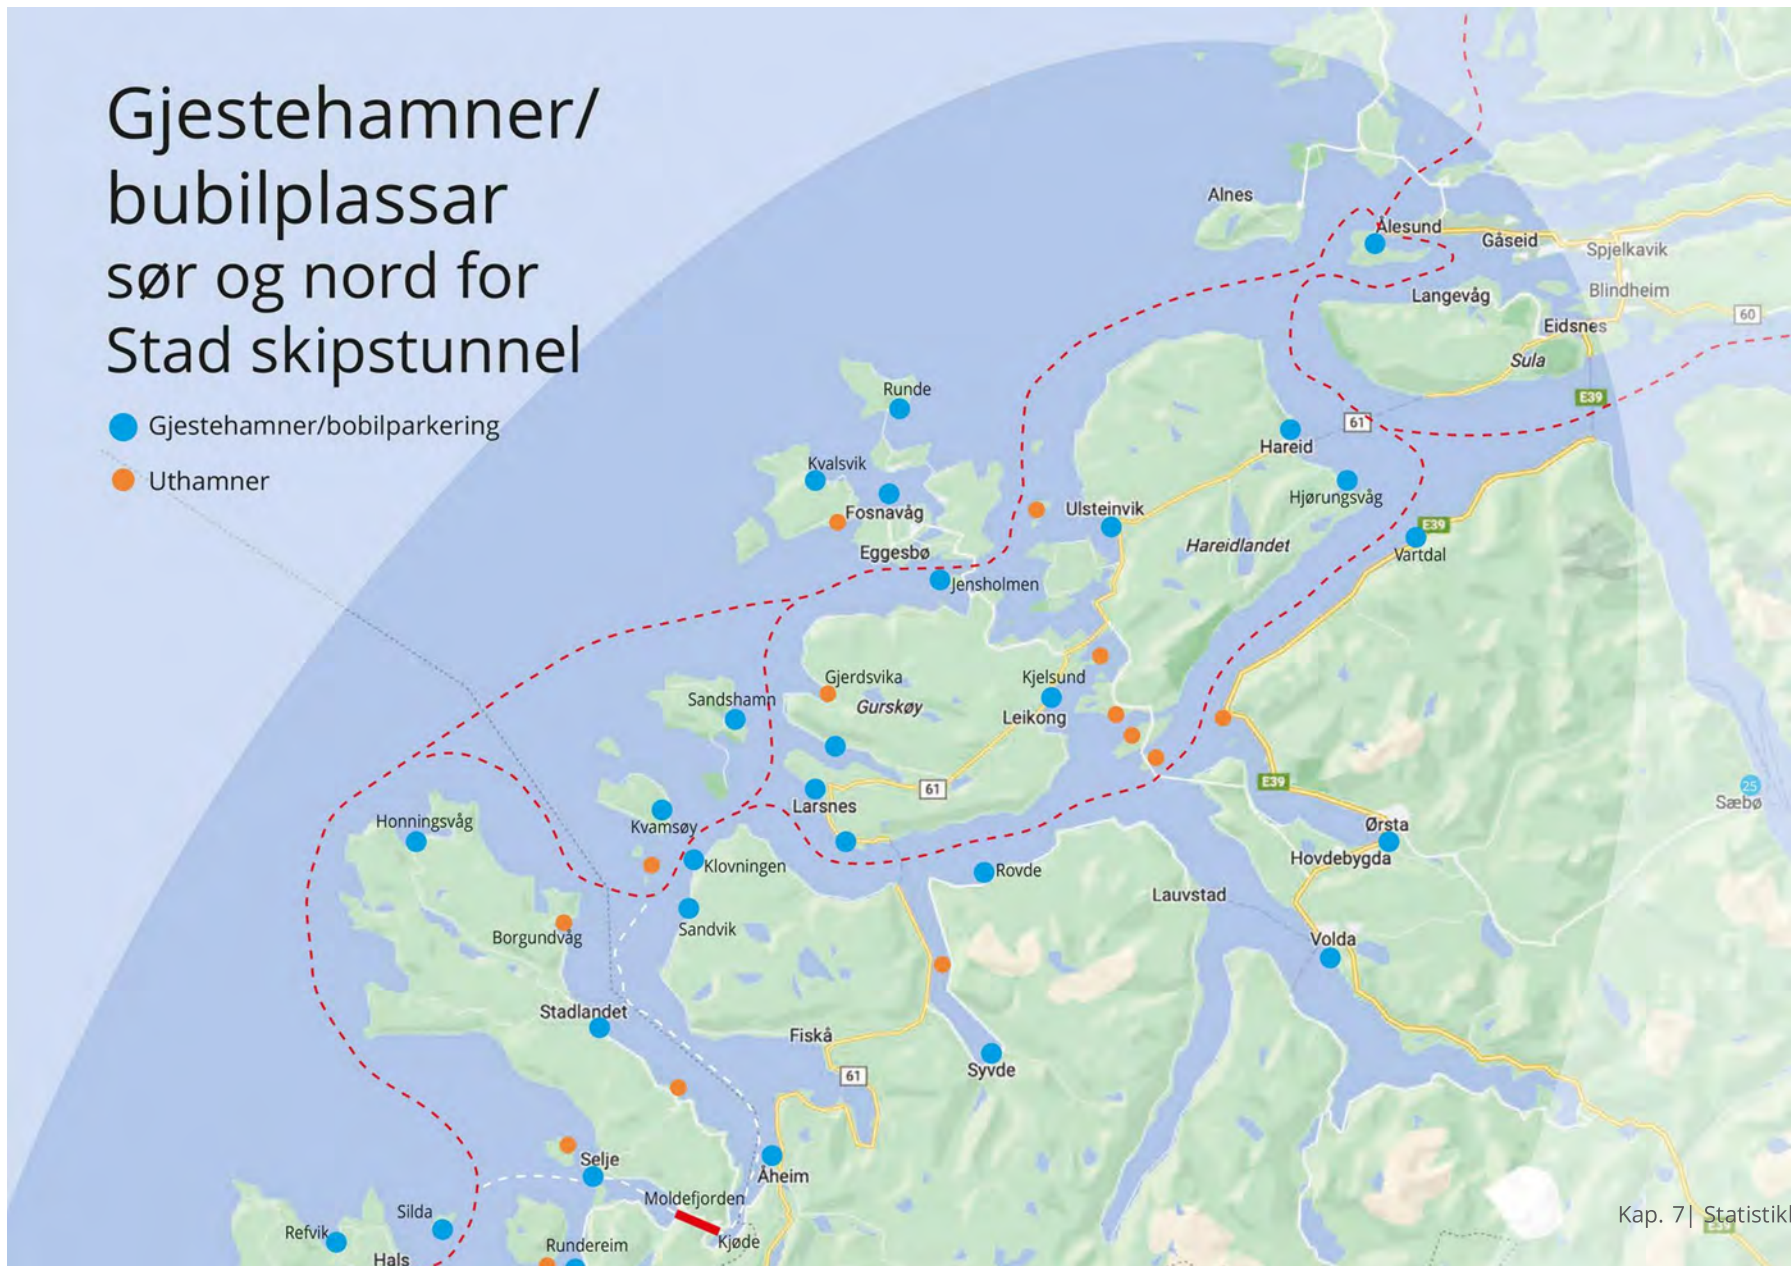 Gjestehamner/
bubilplassar
sør og nord for
Stad skipstunnel
Gjestehamner/bobilparkering
Uthamner
Alnes
Ålesund
Gåseid
Spjelkavik
Langevåg
Blindheim
60
Eidsnes
Sula
E39
Runde
61
Hareid
Kvalsvik
Hjørungsvåg
Fosnavåg
Ulsteinvik
E39
Eggesbø
Hareidlandet
Vartdal
Jensholmen
Gjerdsvika
Kjelsund
Sandshamn
Gurskøy
Leikong
61
E39
25
Sæbø
Larsnes
Honningsvåg
Kvamsøy
Ørsta
Klovningen
Hovdebygda
Rovde
Lauvstad
Borgundvåg
Sandvik
Volda
Stadlandet
Fiskå
Syvde
61
Selje
Åheim
Moldefjorden
Silda
Kap. 7| Statistikk
E39
Refvik
Kjøde
Rundereim
Hals